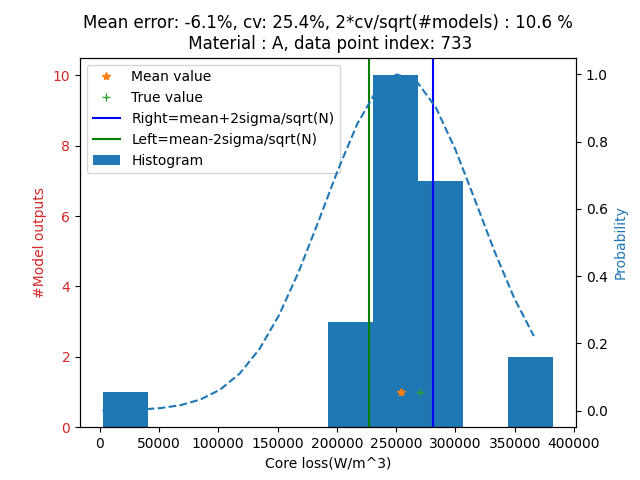 Mean error: -6.1%, cv: 25.4%, 2*cv/sqrt(#models) : 10.6 %
Material : A, data point index: 733
Mean value
True value
Right=mean+2sigma/sqrt(N)
Left=mean-2sigma/sqrt(N)
Histogram
10
8
6
4
2
0
#Model outputs
1.0
0.8
0.6
0.4
0.2
0.0
Probability
0 50000 100000 150000 200000 250000 300000 350000 400000
Core loss(W/m^3)